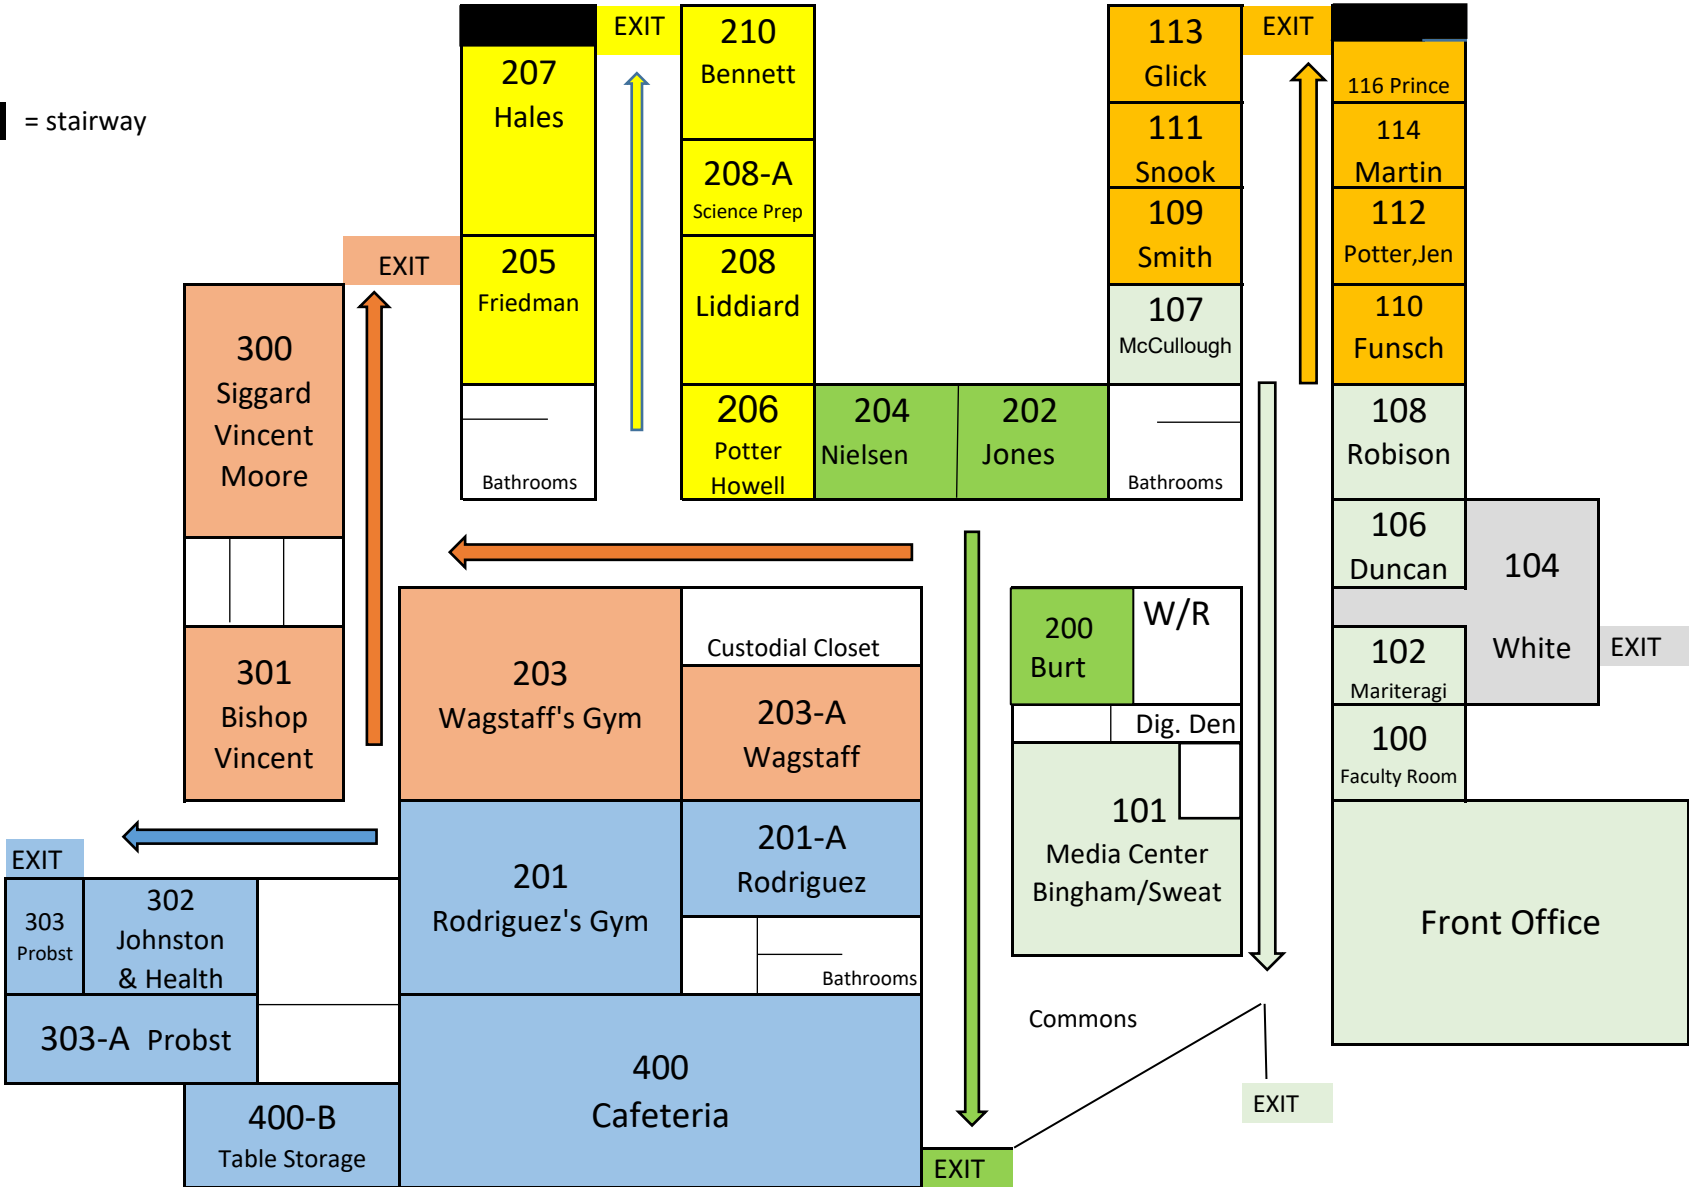 = stairway
EXIT
207
Hales
210
Bennett
208-A
Science Prep
EXIT
205
Friedman
208
Liddiard
113
Glick
EXIT
116 Prince
111
Snook
114
Martin
109
Smith
112
Potter,Jen
107
McCullough
110
Funsch
300
Siggard
Vincent
Moore
Bathrooms
206
Potter
Howell
204
Nielsen
202
Jones
Bathrooms
108
Robison
106
Duncan
104
White
EXIT
102
Mariteragi
100
Faculty Room
301
Bishop
Vincent
203
Wagstaff's Gym
Custodial Closet
203-A
Wagstaff
200
Burt
W/R
Dig. Den
101
Media Center
Bingham/Sweat
EXIT
303
Probst
302
Johnston
& Health
201
Rodriguez's Gym
201-A
Rodriguez
Bathrooms
Front Office
303-A Probst
400-B
Table Storage
400
Cafeteria
Commons
EXIT
EXIT